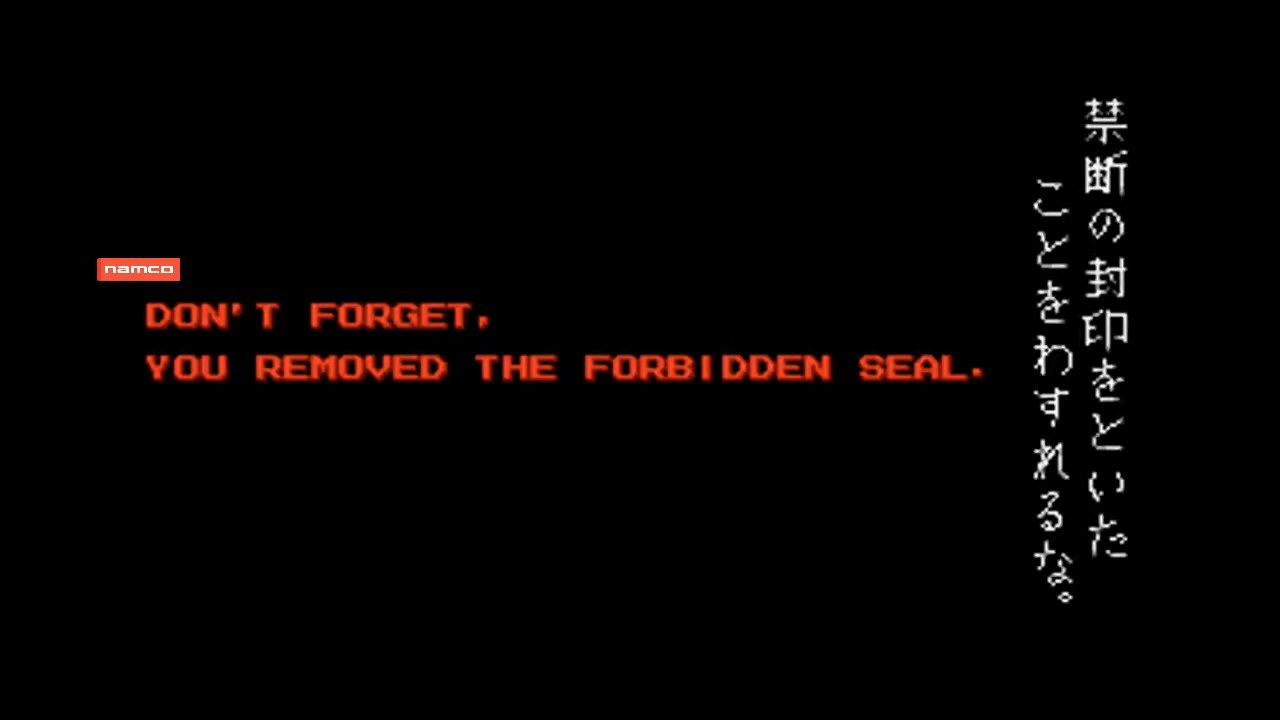 namco
DON'T FORGET,
YOU REMOVED THE FORBIDDEN SEAL.
禁断の封印をといた
ことをわすれるな。